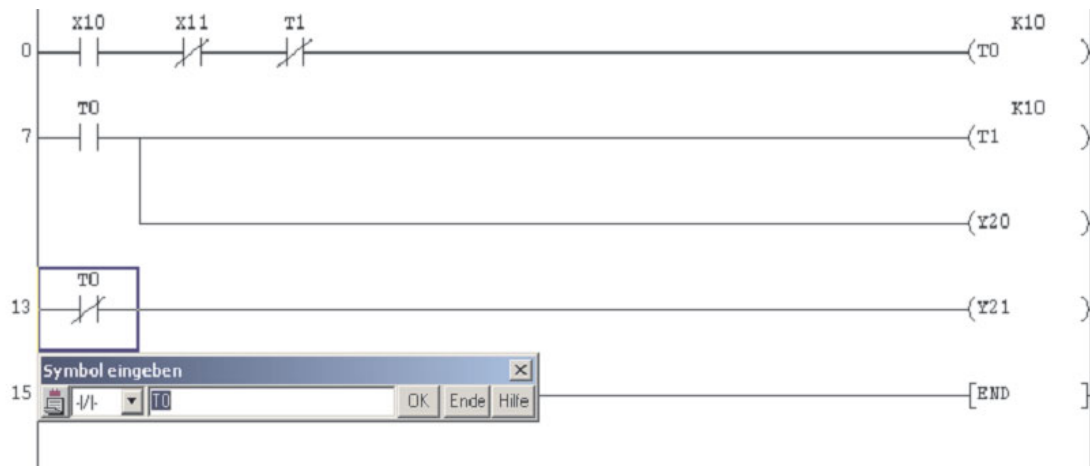 X10 X11 T1 K10
0 (T0 )
T0 K10
7 (T1 )
(Y20 )
T0
13 (Y21 )
Symbol eingeben
15 T0 OK Ende Hilfe [END ]